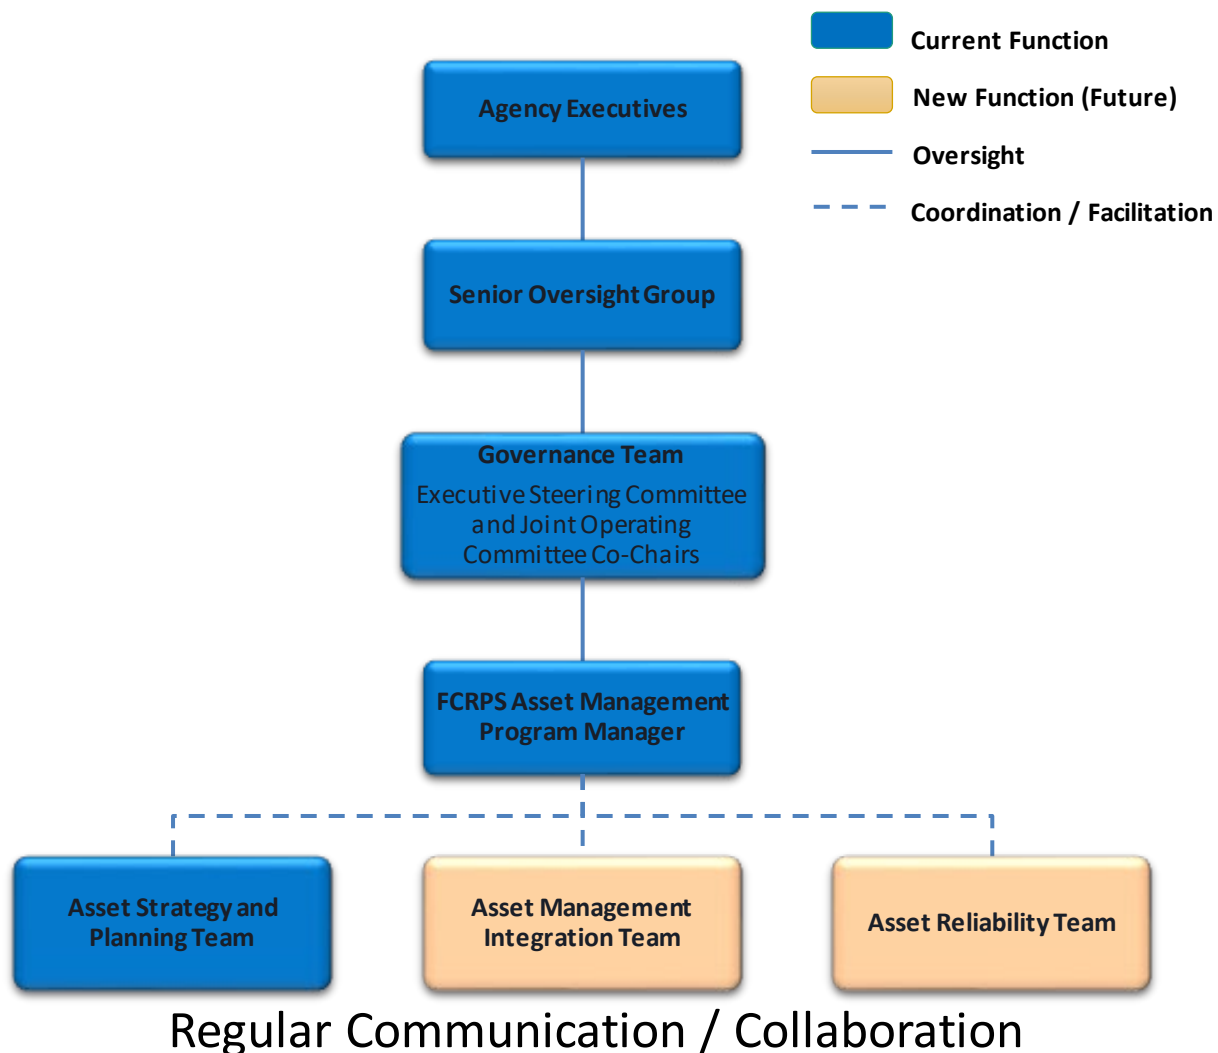 Current Function
New Function (Future)
Oversight
Coordination / Facilitation
Agency Executives
Senior Oversight Group
Governance Team
Executive Steering Committee
and Joint Operating
Committee Co-Chairs
FCRPS Asset Management
Program Manager
Asset Strategy and
Planning Team
Asset Management
Integration Team
Asset Reliability Team
Regular Communication / Collaboration